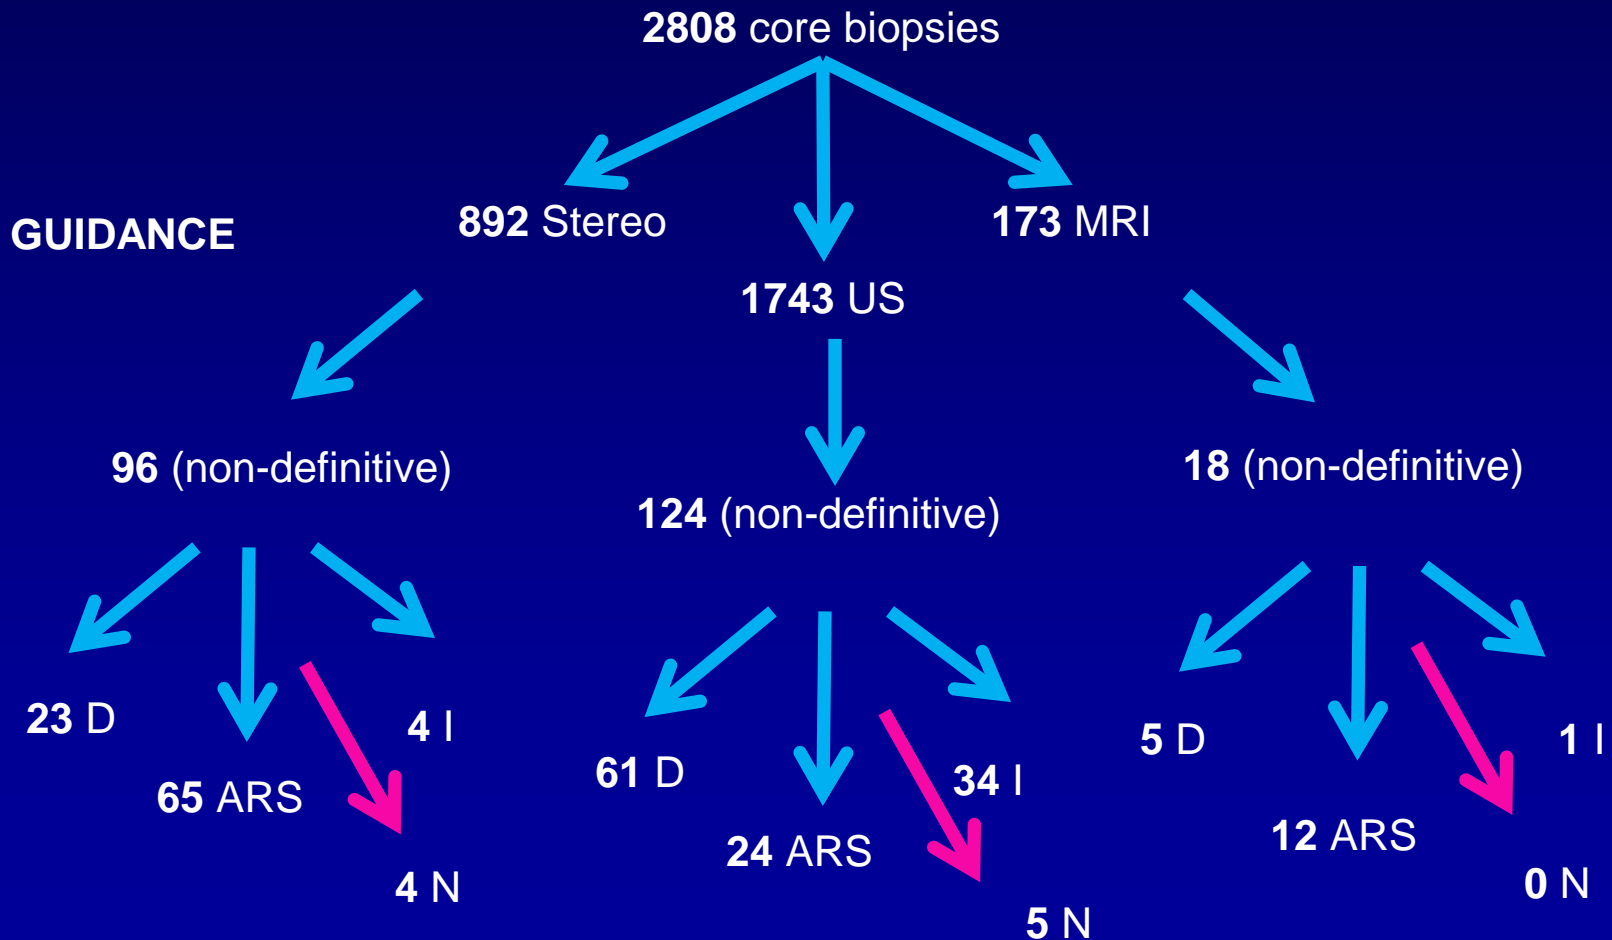 2808 core biopsies
GUIDANCE
892 Stereo
173 MRI
1743 US
96 (non-definitive)
124 (non-definitive)
18 (non-definitive)
23 D
65 ARS
4 I
4 N
61 D
24 ARS
34 I
5 N
5 D
12 ARS
1 I
0 N